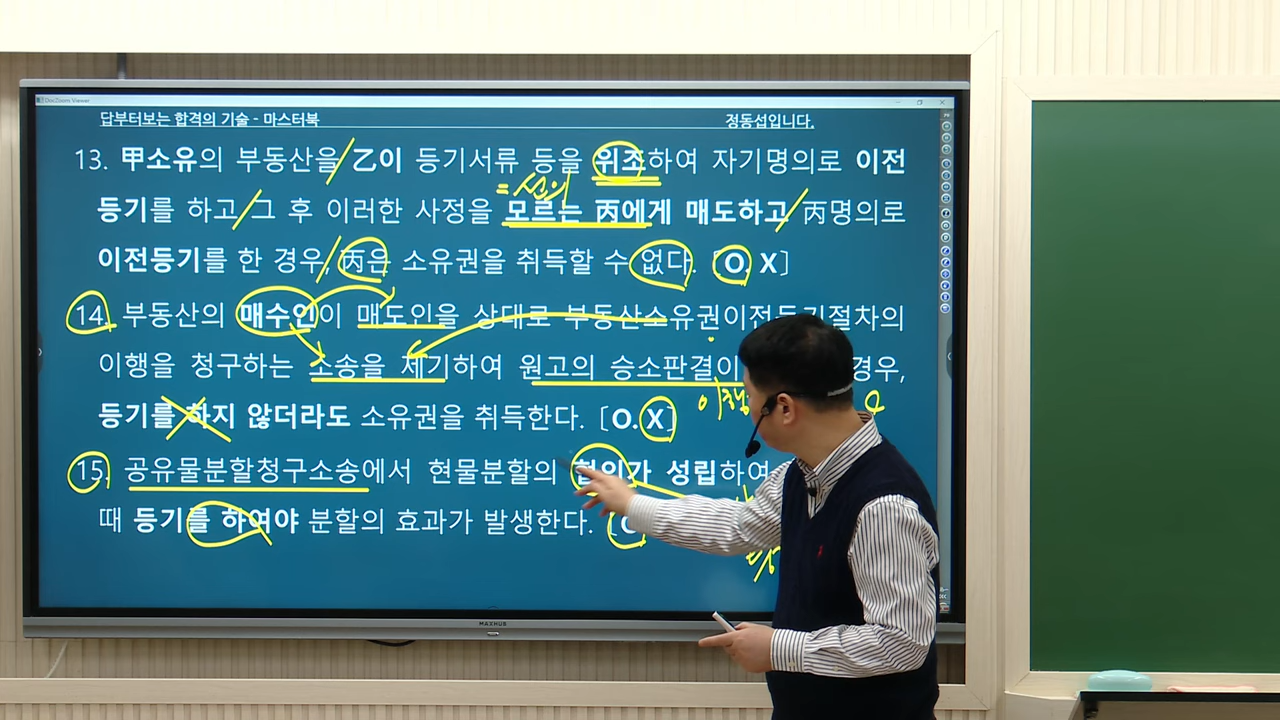 DocZoom Viewer
답부터보는 합격의 기술 - 마스터북
정동섭입니다.
13. 甲소유의 부동산을 乙이 등기서류 등을 위조하여 자기명의로 이전
=선의
등기를 하고 그 후 이러한 사정을 모르는 丙에게 매도하고 丙명의로
이전등기를 한 경우, 丙은 소유권을 취득할 수 없다. [O. X]
14. 부동산의 매수인이 매도인을 상대로 부동산소유권이전등기절차의
이행을 청구하는 소송을 제기하여 원고의 승소판결이 경우,
이행
등기를 하지 않더라도 소유권을 취득한다. [O. X]
15. 공유물분할청구소송에서 현물분할의 협의가 성립하여
때 등기를 하여야 분할의 효과가 발생한다.
MAXHUB